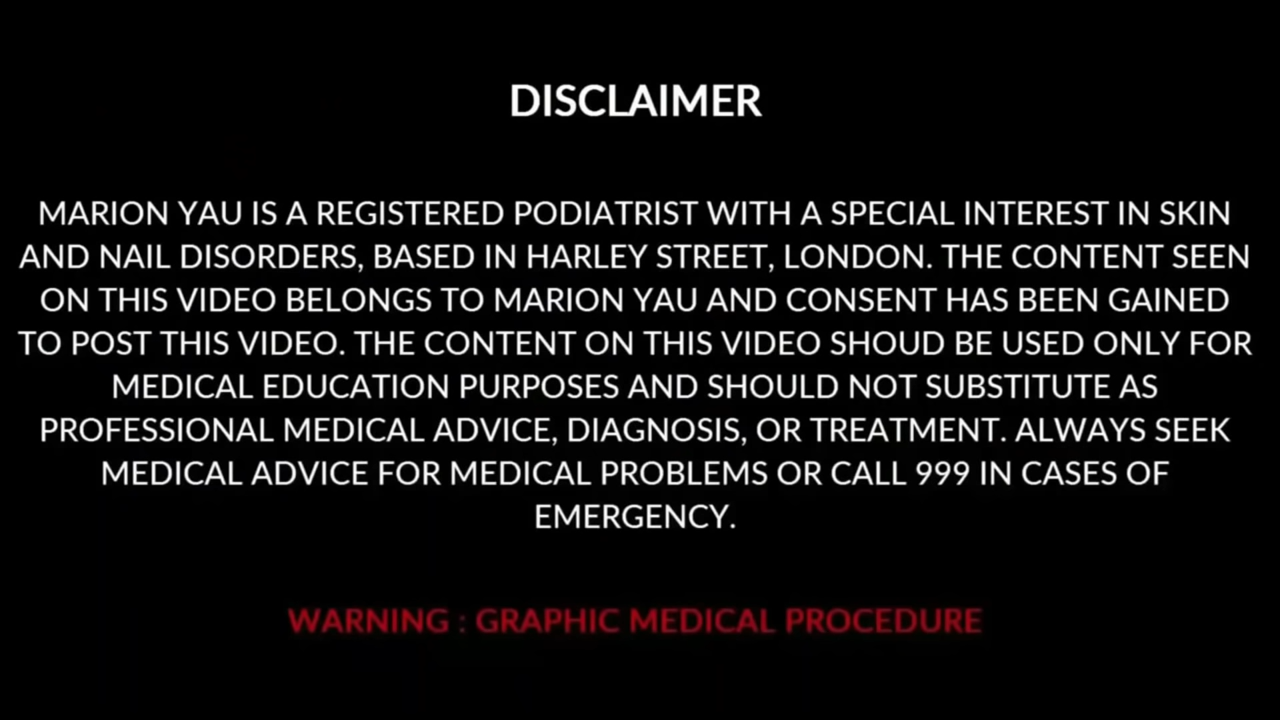 DISCLAIMER
MARION YAU IS A REGISTERED PODIATRIST WITH A SPECIAL INTEREST IN SKIN
AND NAIL DISORDERS, BASED IN HARLEY STREET, LONDON. THE CONTENT SEEN
ON THIS VIDEO BELONGS TO MARION YAU AND CONSENT HAS BEEN GAINED
TO POST THIS VIDEO. THE CONTENT ON THIS VIDEO SHOUD BE USED ONLY FOR
MEDICAL EDUCATION PURPOSES AND SHOULD NOT SUBSTITUTE AS
PROFESSIONAL MEDICAL ADVICE, DIAGNOSIS, OR TREATMENT. ALWAYS SEEK
MEDICAL ADVICE FOR MEDICAL PROBLEMS OR CALL 999 IN CASES OF
EMERGENCY.
WARNING : GRAPHIC MEDICAL PROCEDURE